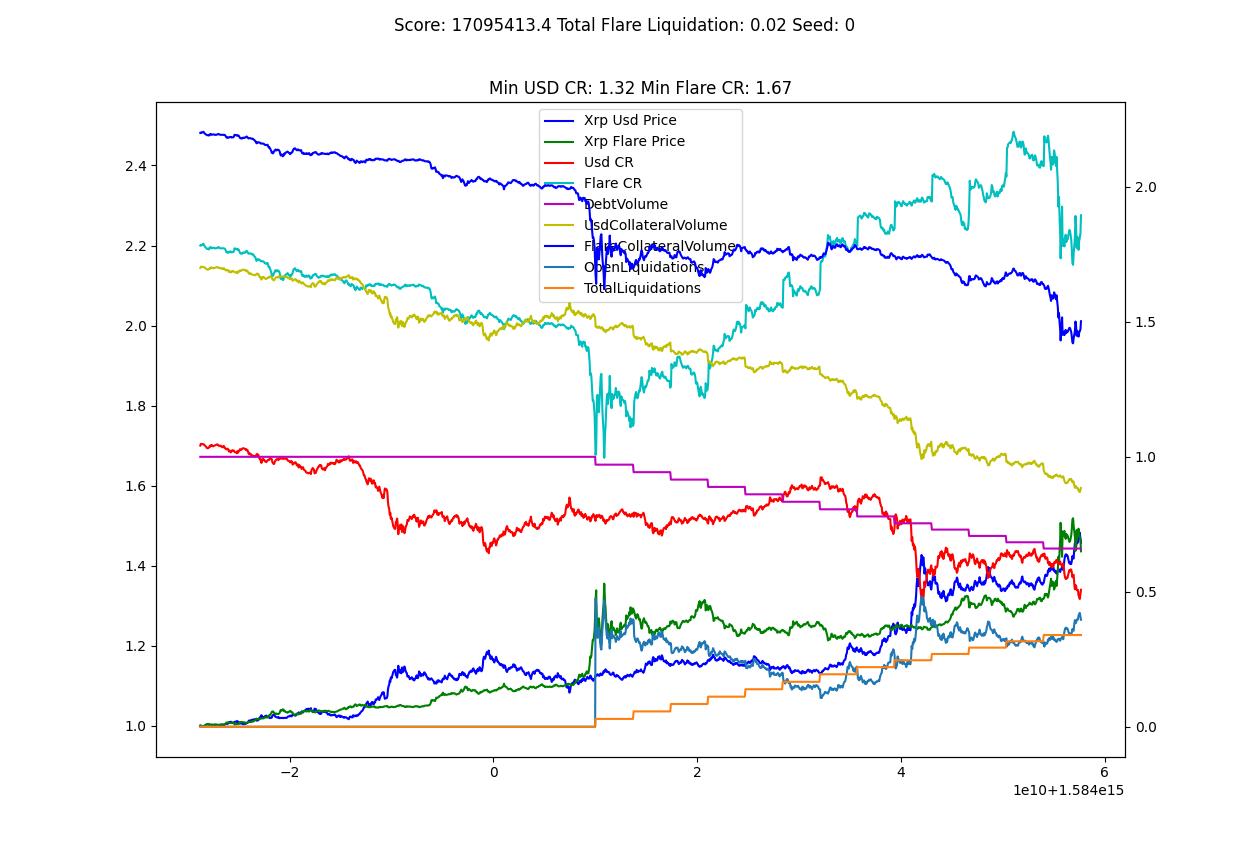 Score: 17095413.4 Total Flare Liquidation: 0.02 Seed: 0
Min USD CR: 1.32 Min Flare CR: 1.67
Xrp Usd Price
Xrp Flare Price
Usd CR
Flare CR
DebtVolume
UsdCollateralVolume
FlareCollateralVolume
OpenLiquidations
TotalLiquidations
2.4
2.2
2.0
1.8
1.6
1.4
1.2
1.0
2.0
1.5
1.0
0.5
0.0
−2 0 2 4 6
1e10+1.584e15